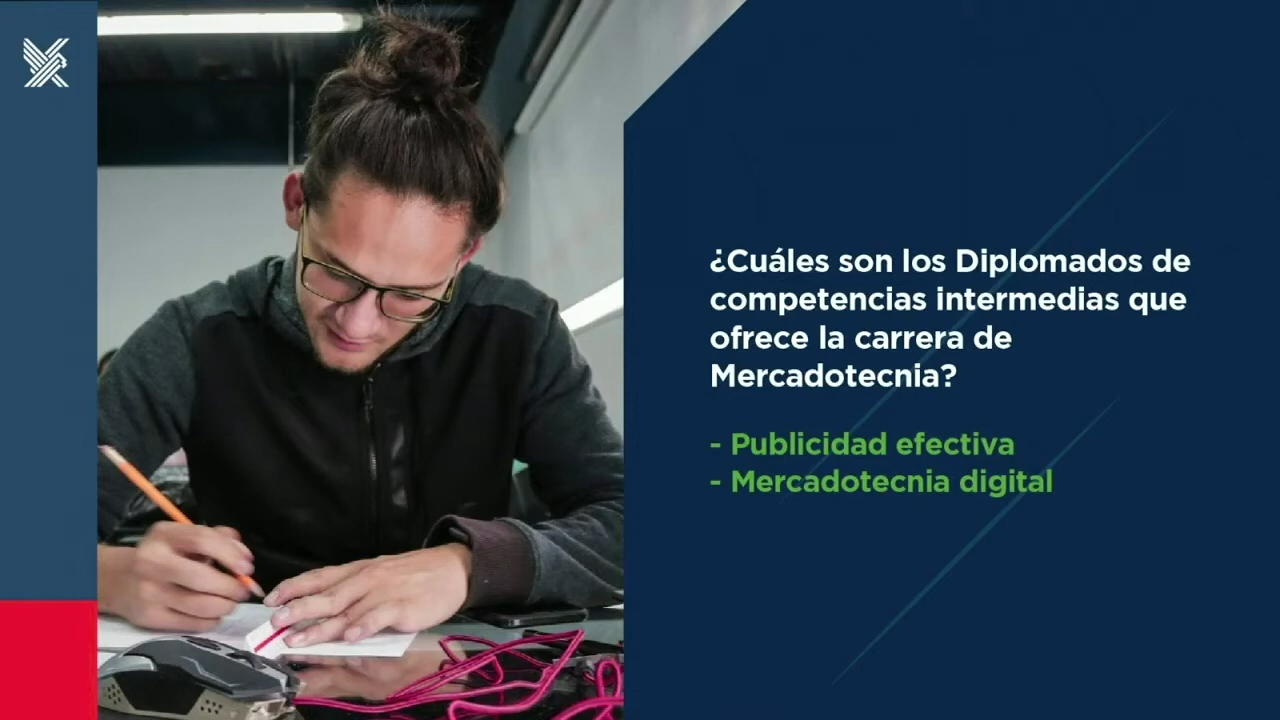 ¿Cuáles son los Diplomados de
competencias intermedias que
ofrece la carrera de
Mercadotecnia?
- Publicidad efectiva
- Mercadotecnia digital